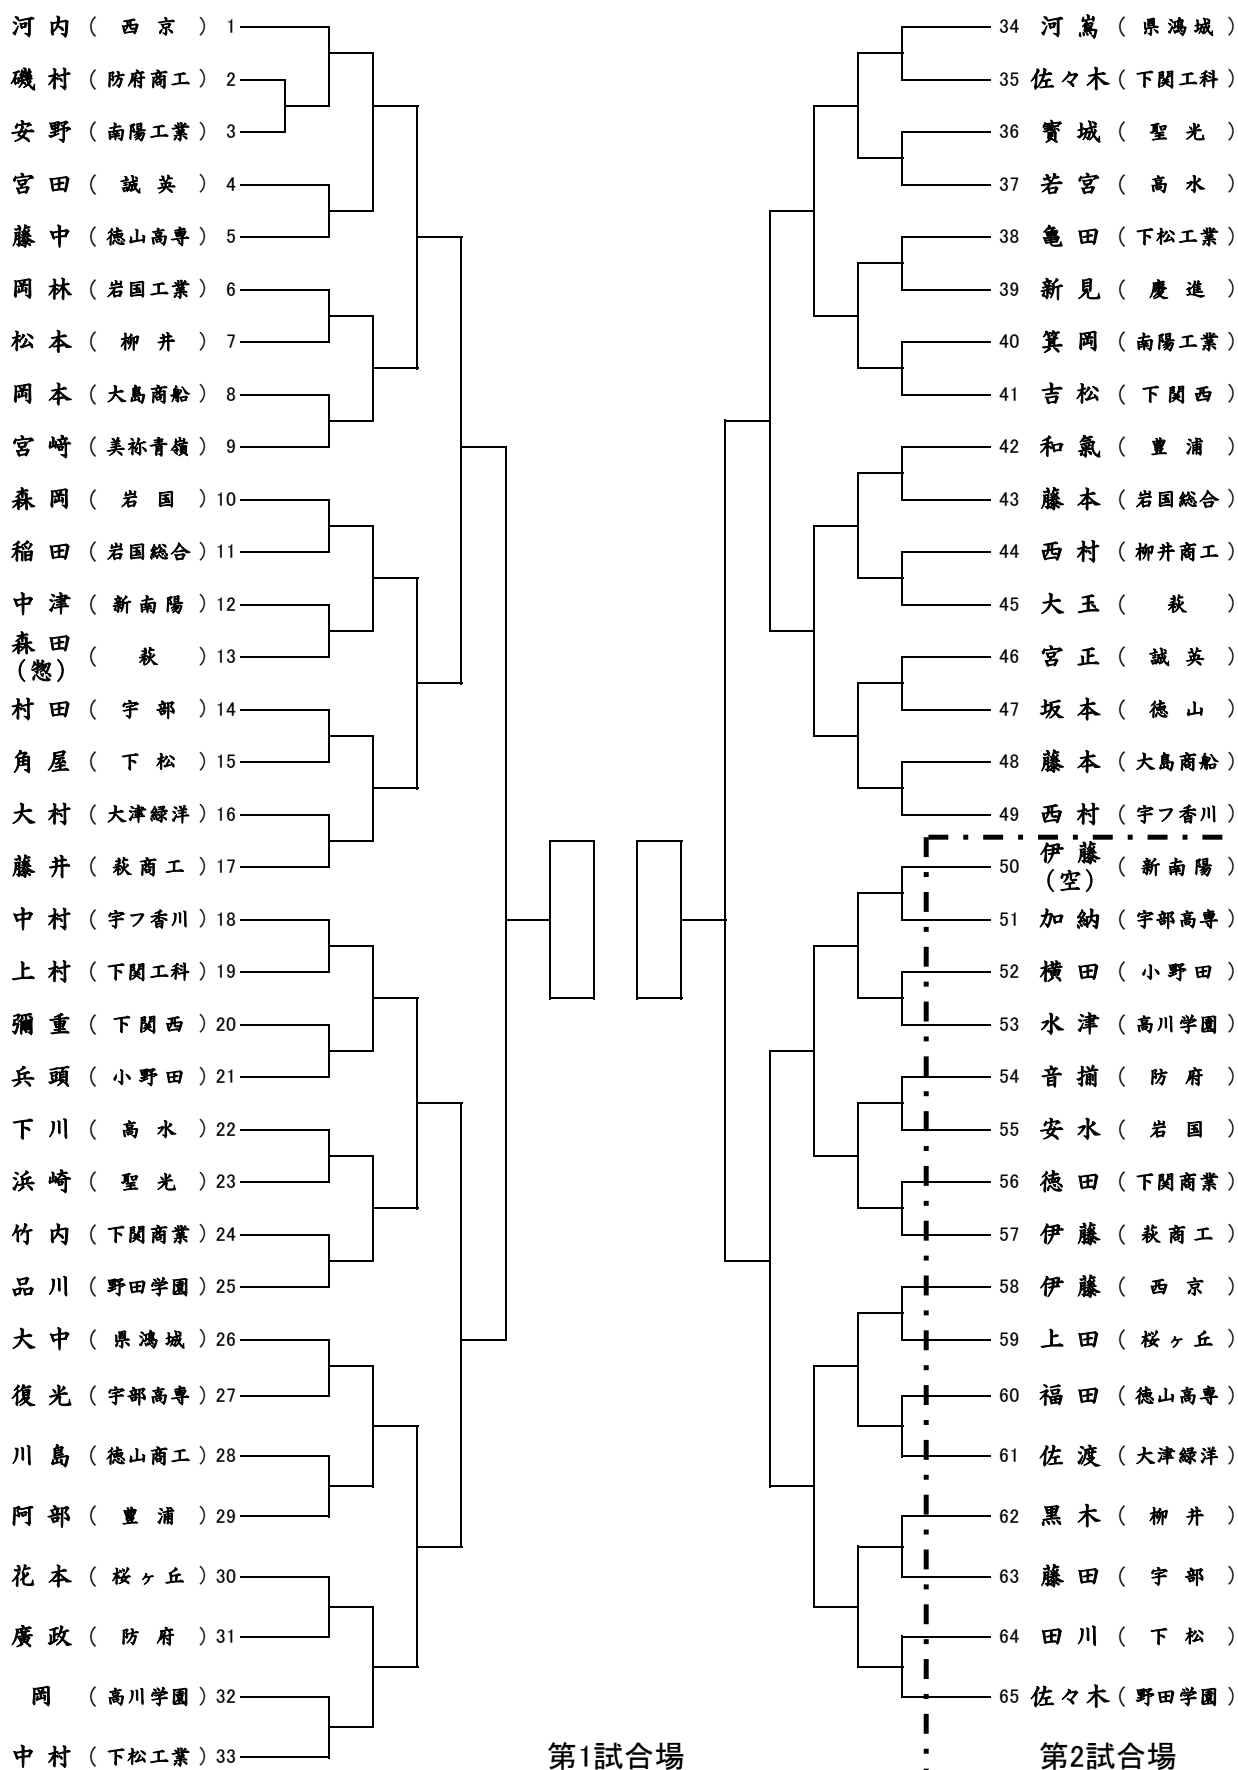 河内（西京）1
磯村（防府商工）2
安野（南陽工業）3
宮田（誠英）4
藤中（徳山高専）5
岡林（岩国工業）6
松本（柳井）7
岡本（大島商船）8
宮﨑（美祢青嶺）9
森岡（岩国）10
稲田（岩国総合）11
中津（新南陽）12
森田(惣)（萩）13
村田（宇部）14
角屋（下松）15
大村（大津緑洋）16
藤井（萩商工）17
中村（宇フ香川）18
上村（下関工科）19
彌重（下関西）20
兵頭（小野田）21
下川（高水）22
浜崎（聖光）23
竹内（下関商業）24
品川（野田学園）25
大中（県鴻城）26
復光（宇部高専）27
川島（徳山商工）28
阿部（豊浦）29
花本（桜ヶ丘）30
廣政（防府）31
岡（高川学園）32
中村（下松工業）33
34 河嶌（県鴻城）
35 佐々木（下関工科）
36 寳城（聖光）
37 若宮（高水）
38 亀田（下松工業）
39 新見（慶進）
40 箕岡（南陽工業）
41 吉松（下関西）
42 和氣（豊浦）
43 藤本（岩国総合）
44 西村（柳井商工）
45 大玉（萩）
46 宮正（誠英）
47 坂本（徳山）
48 藤本（大島商船）
49 西村（宇フ香川）
50 伊藤(空)（新南陽）
51 加納（宇部高専）
52 横田（小野田）
53 水津（高川学園）
54 音揃（防府）
55 安水（岩国）
56 徳田（下関商業）
57 伊藤（萩商工）
58 伊藤（西京）
59 上田（桜ヶ丘）
60 福田（徳山高専）
61 佐渡（大津緑洋）
62 黒木（柳井）
63 藤田（宇部）
64 田川（下松）
65 佐々木（野田学園）
第1試合場
第2試合場